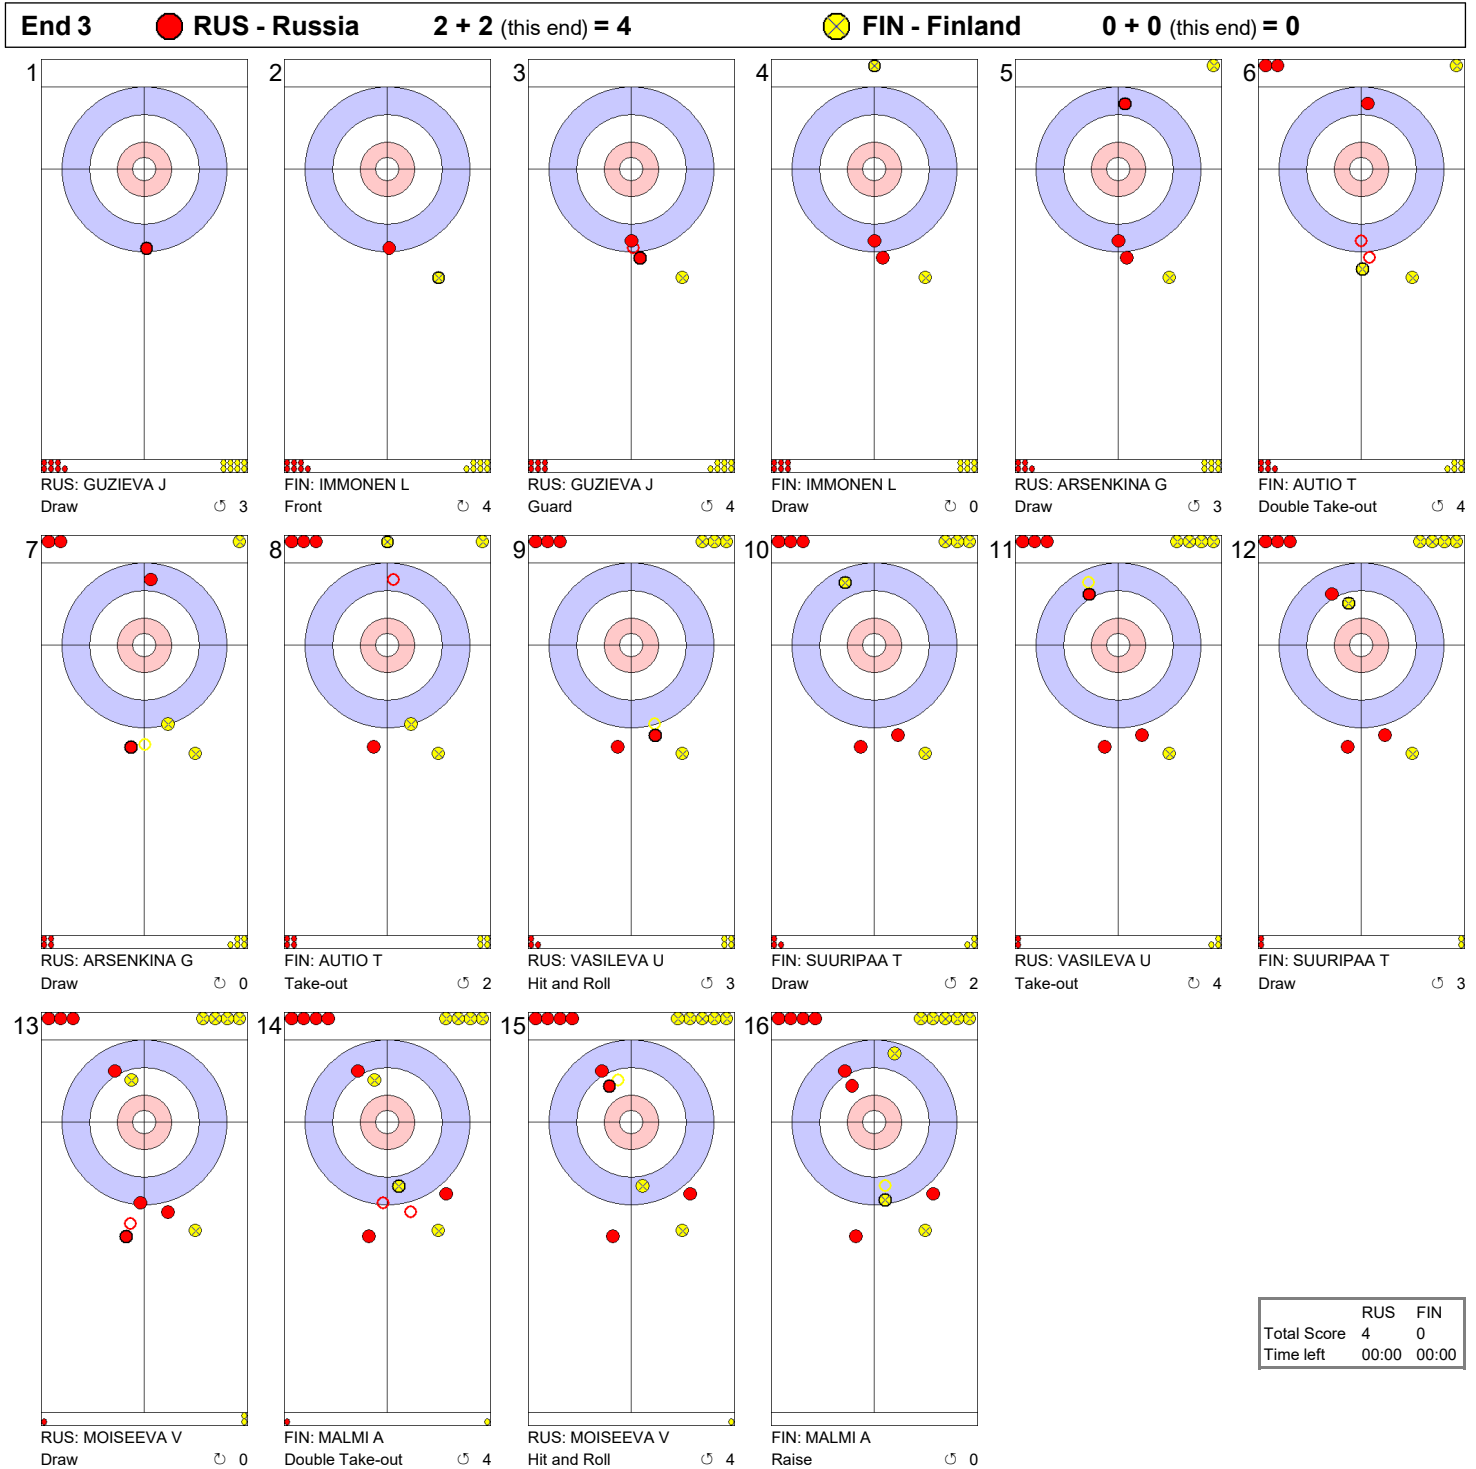 End 3 RUS - Russia 2 + 2 (this end) = 4 FIN - Finland 0 + 0 (this end) = 0
1 2 3 4 5 6
RUS: GUZIEVA J FIN: IMMONEN L RUS: GUZIEVA J FIN: IMMONEN L RUS: ARSENKINA G FIN: AUTIO T
Draw ↺ 3 Front ↻ 4 Guard ↺ 4 Draw ↻ 0 Draw ↺ 3 Double Take-out ↺ 4
7 8 9 10 11 12
RUS: ARSENKINA G FIN: AUTIO T RUS: VASILEVA U FIN: SUURIPAA T RUS: VASILEVA U FIN: SUURIPAA T
Draw ↻ 0 Take-out ↺ 2 Hit and Roll ↺ 3 Draw ↺ 2 Take-out ↻ 4 Draw ↺ 3
13 14 15 16
RUS FIN
Total Score 4 0
Time left 00:00 00:00
RUS: MOISEEVA V FIN: MALMI A RUS: MOISEEVA V FIN: MALMI A
Draw ↻ 0 Double Take-out ↺ 4 Hit and Roll ↺ 4 Raise ↺ 0